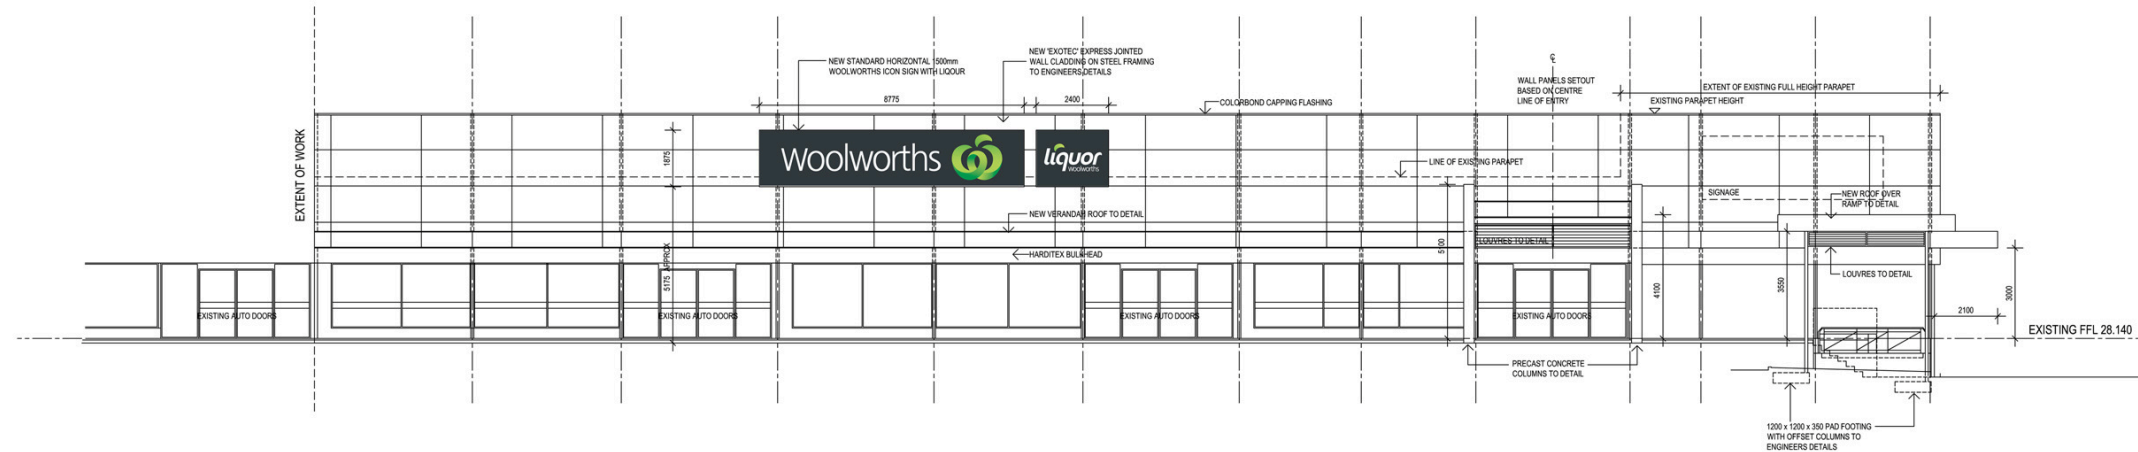 NEW STANDARD HORIZONTAL 1500mm
WOOLWORTHS ICON SIGN WITH LIQOUR
NEW 'EXOTEC' EXPRESS JOINTED
WALL CLADDING ON STEEL FRAMING
TO ENGINEERS DETAILS
8775
2400
COLORBOND CAPPING FLASHING
WALL PANELS SETOUT
BASED ON CENTRE
LINE OF ENTRY
EXTENT OF EXISTING FULL HEIGHT PARAPET
EXISTING PARAPET HEIGHT
EXTENT OF WORK
1875
Woolworths
liquor
woolworths
LINE OF EXISTING PARAPET
SIGNAGE
NEW ROOF OVER
RAMP TO DETAIL
NEW VERANDAH ROOF TO DETAIL
LOUVRES TO DETAIL
HARDITEX BULKHEAD
5175 APPROX
5100
4100
3550
LOUVRES TO DETAIL
3000
2100
EXISTING AUTO DOORS
EXISTING AUTO DOORS
EXISTING AUTO DOORS
EXISTING AUTO DOORS
EXISTING FFL 28.140
PRECAST CONCRETE
COLUMNS TO DETAIL
1200 x 1200 x 350 PAD FOOTING
WITH OFFSET COLUMNS TO
ENGINEERS DETAILS